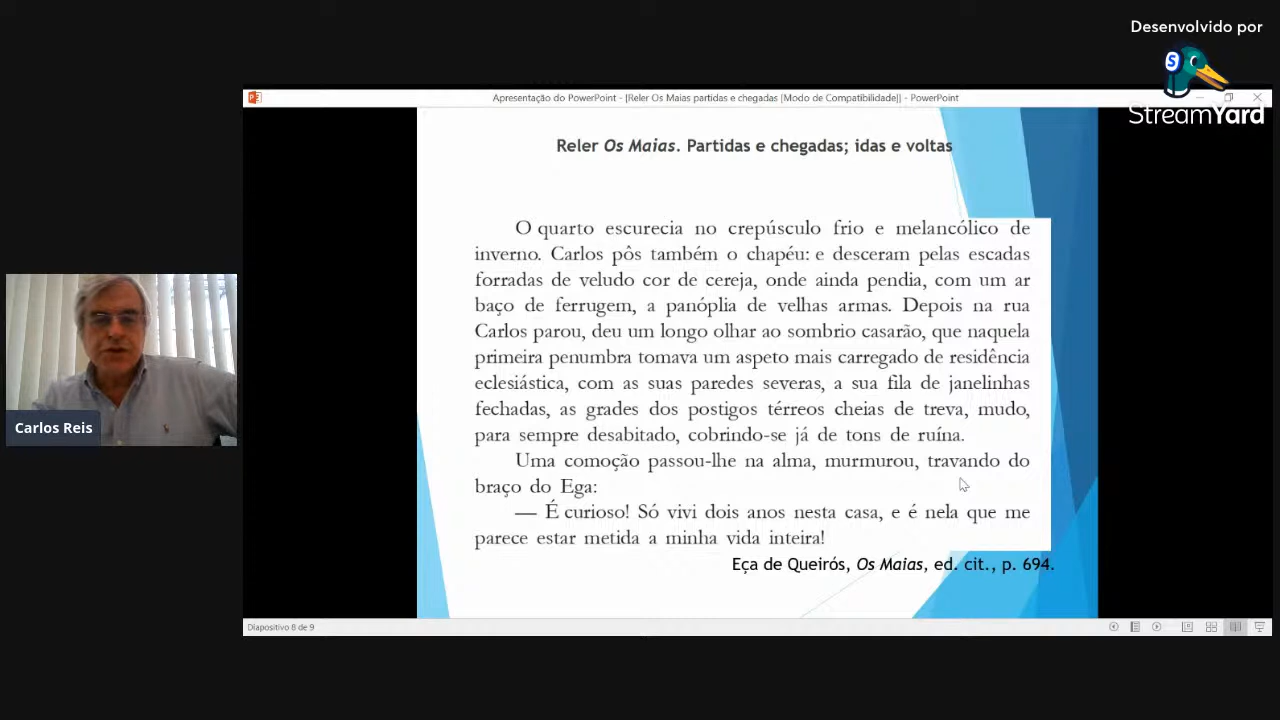 Desenvolvido por
S
StreamYard
Apresentação do PowerPoint - [Reler Os Maias partidas e chegadas [Modo de Compatibilidade]] - PowerPoint
Reler Os Maias. Partidas e chegadas; idas e voltas
O quarto escurecia no crepúsculo frio e melancólico de
inverno. Carlos pôs também o chapéu: e desceram pelas escadas
forradas de veludo cor de cereja, onde ainda pendia, com um ar
baço de ferrugem, a panóplia de velhas armas. Depois na rua
Carlos parou, deu um longo olhar ao sombrio casarão, que naquela
primeira penumbra tomava um aspeto mais carregado de residência
eclesiástica, com as suas paredes severas, a sua fila de janelinhas
fechadas, as grades dos postigos térreos cheias de treva, mudo,
para sempre desabitado, cobrindo-se já de tons de ruína.
Uma comoção passou-lhe na alma, murmurou, travando do
braço do Ega:
— É curioso! Só vivi dois anos nesta casa, e é nela que me
parece estar metida a minha vida inteira!
Eça de Queirós, Os Maias, ed. cit., p. 694.
Carlos Reis
Diapositivo 8 de 9